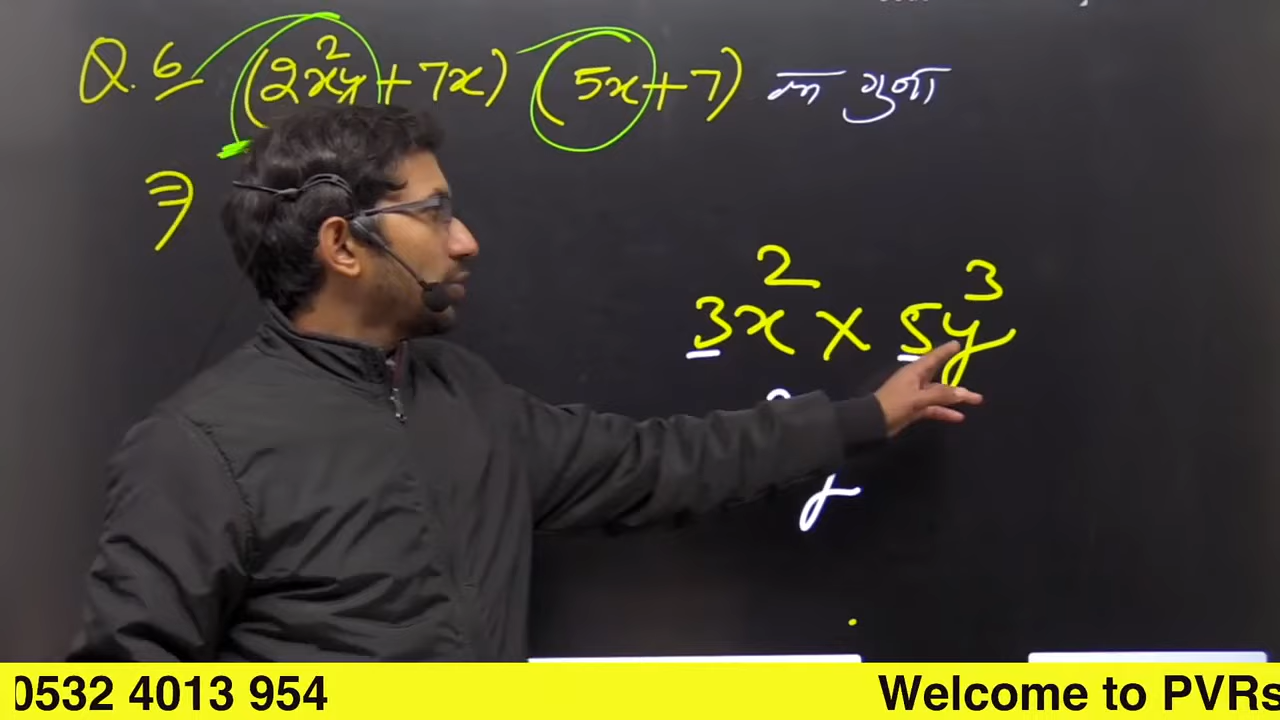 Q.6 (2x²y + 7x) (5x + 7) का गुणा
⇒
3x² × 5y³
y
0532 4013 954 Welcome to PVRs